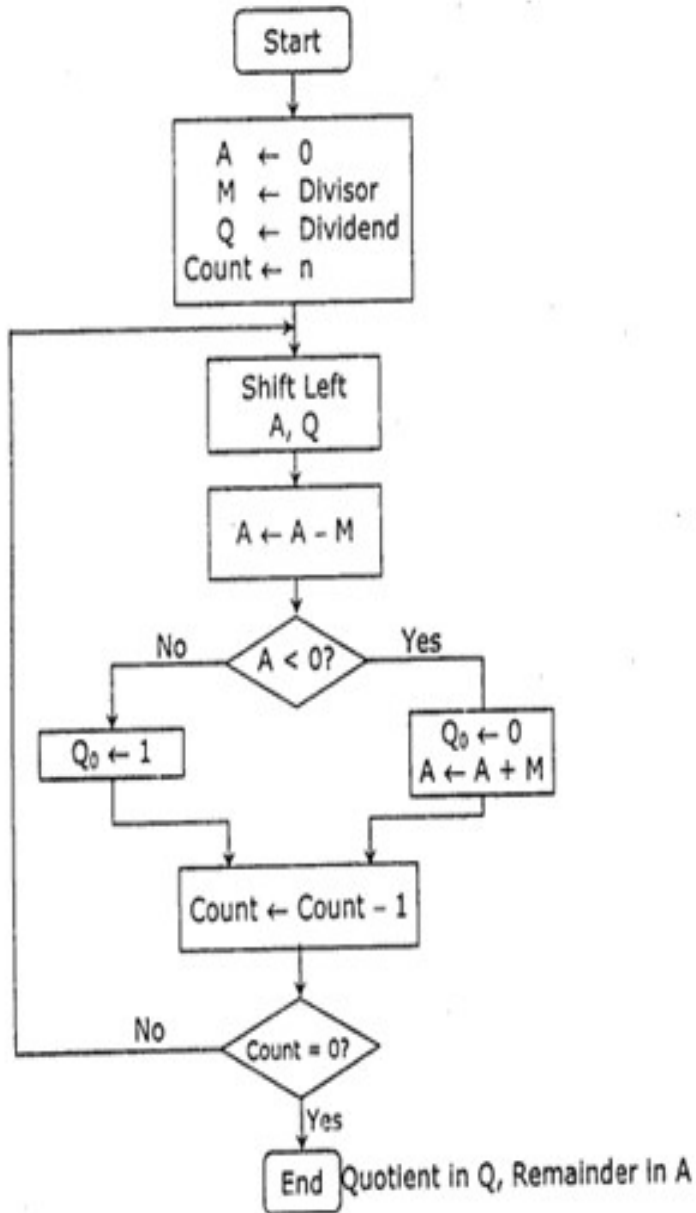 Start
A ← 0
M ← Divisor
Q ← Dividend
Count ← n
Shift Left
A, Q
A ← A – M
A < 0?
No
Yes
Q₀ ← 1
Q₀ ← 0
A ← A + M
Count ← Count – 1
Count = 0?
No
Yes
End
Quotient in Q, Remainder in A